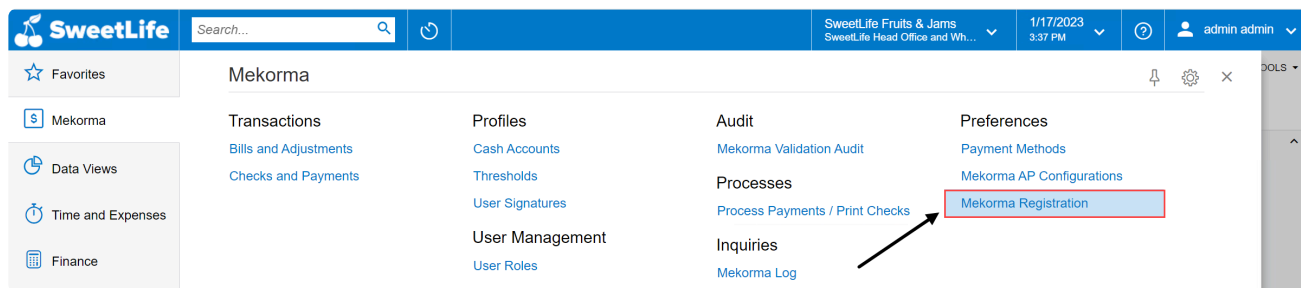 SweetLife
Search...
SweetLife Fruits & Jams
SweetLife Head Office and Wh...
1/17/2023
3:37 PM
admin admin
Favorites
Mekorma
Data Views
Time and Expenses
Finance
Mekorma
Transactions
Bills and Adjustments
Checks and Payments
Profiles
Cash Accounts
Thresholds
User Signatures
User Management
User Roles
Audit
Mekorma Validation Audit
Processes
Process Payments / Print Checks
Inquiries
Mekorma Log
Preferences
Payment Methods
Mekorma AP Configurations
Mekorma Registration
OOLS